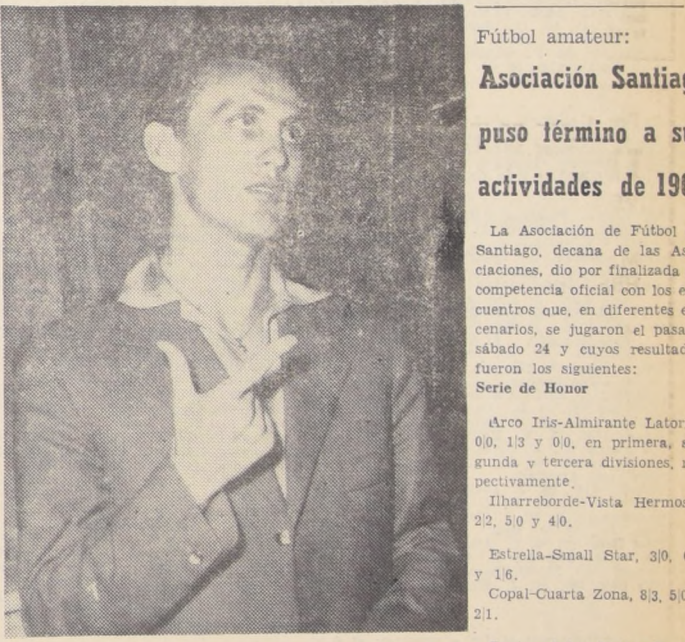 Fútbol amateur:
Asociación Santiag
puso término a su
actividades de 19
La Asociación de Fútbol
Santiago, decana de las As
ciaciones, dio por finalizada
competencia oficial con los e
cuentros que, en diferentes e
cenarios, se jugaron el pasa
sábado 24 y cuyos resultad
fueron los siguientes:
Serie de Honor
Arco Iris-Almirante Lator
0|0, 1|3 y 0|0, en primera, s
gunda y tercera divisiones, r
pectivamente.
Ilharreborde-Vista Hermos
2|2, 5|0 y 4|0.
Estrella-Small Star, 3|0,
y 1|6.
Copal-Cuarta Zona, 8|3, 5|0
2|1.